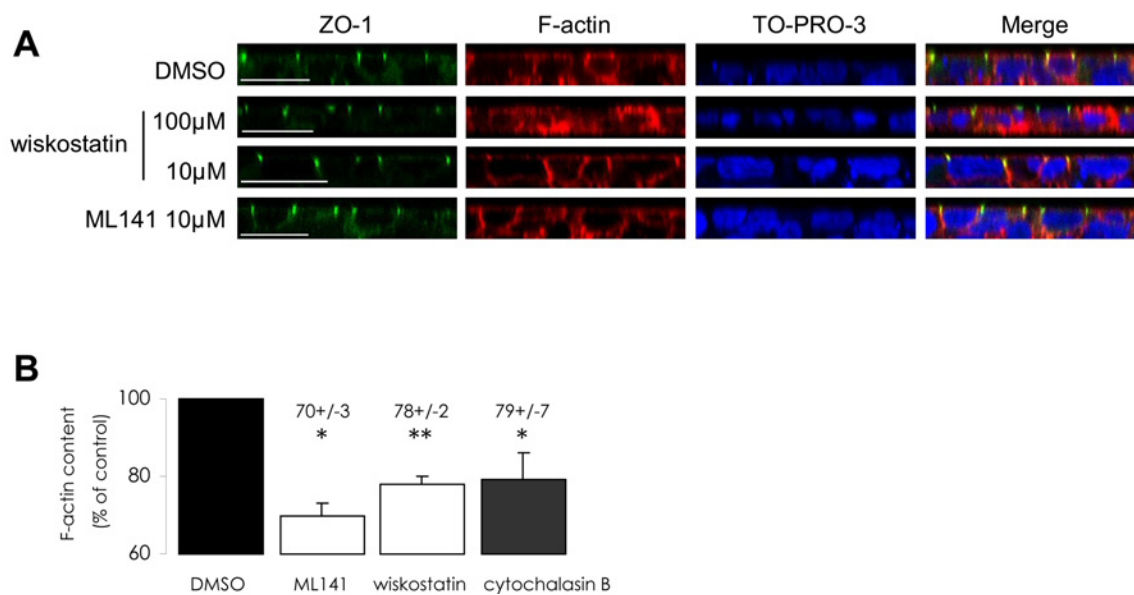 A
ZO-1 F-actin TO-PRO-3 Merge
DMSO
wiskostatin
100µM
10µM
ML141 10µM
B
F-actin content
(% of control)
100
80
60
70+/-3 78+/-2 79+/-7
* ** *
DMSO ML141 wiskostatin cytochalasin B